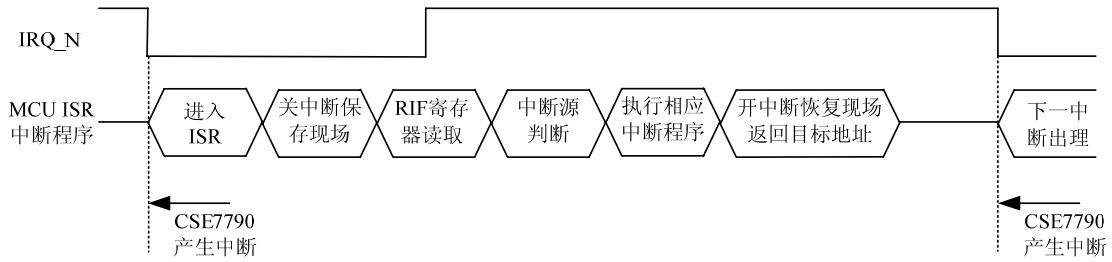 IRQ_N
MCU ISR
中断程序
进入
ISR
关中断保
存现场
RIF寄存
器读取
中断源
判断
执行相应
中断程序
开中断恢复现场
返回目标地址
下一中
断出理
CSE7790
产生中断
CSE7790
产生中断